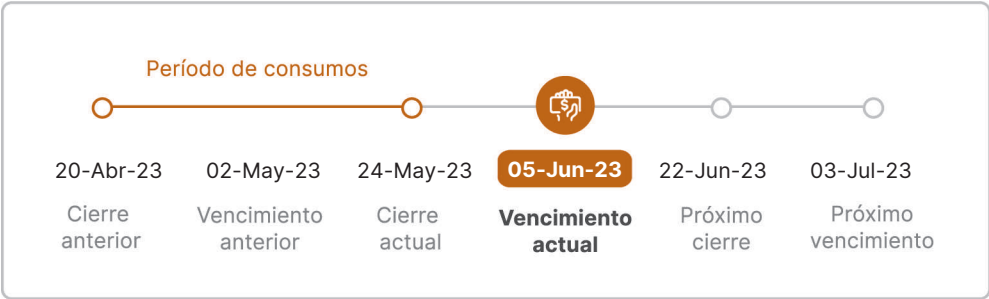 Período de consumos
$
20-Abr-23 02-May-23 24-May-23 05-Jun-23 22-Jun-23 03-Jul-23
Cierre Vencimiento Cierre Vencimiento Próximo Próximo
anterior anterior actual actual cierre vencimiento